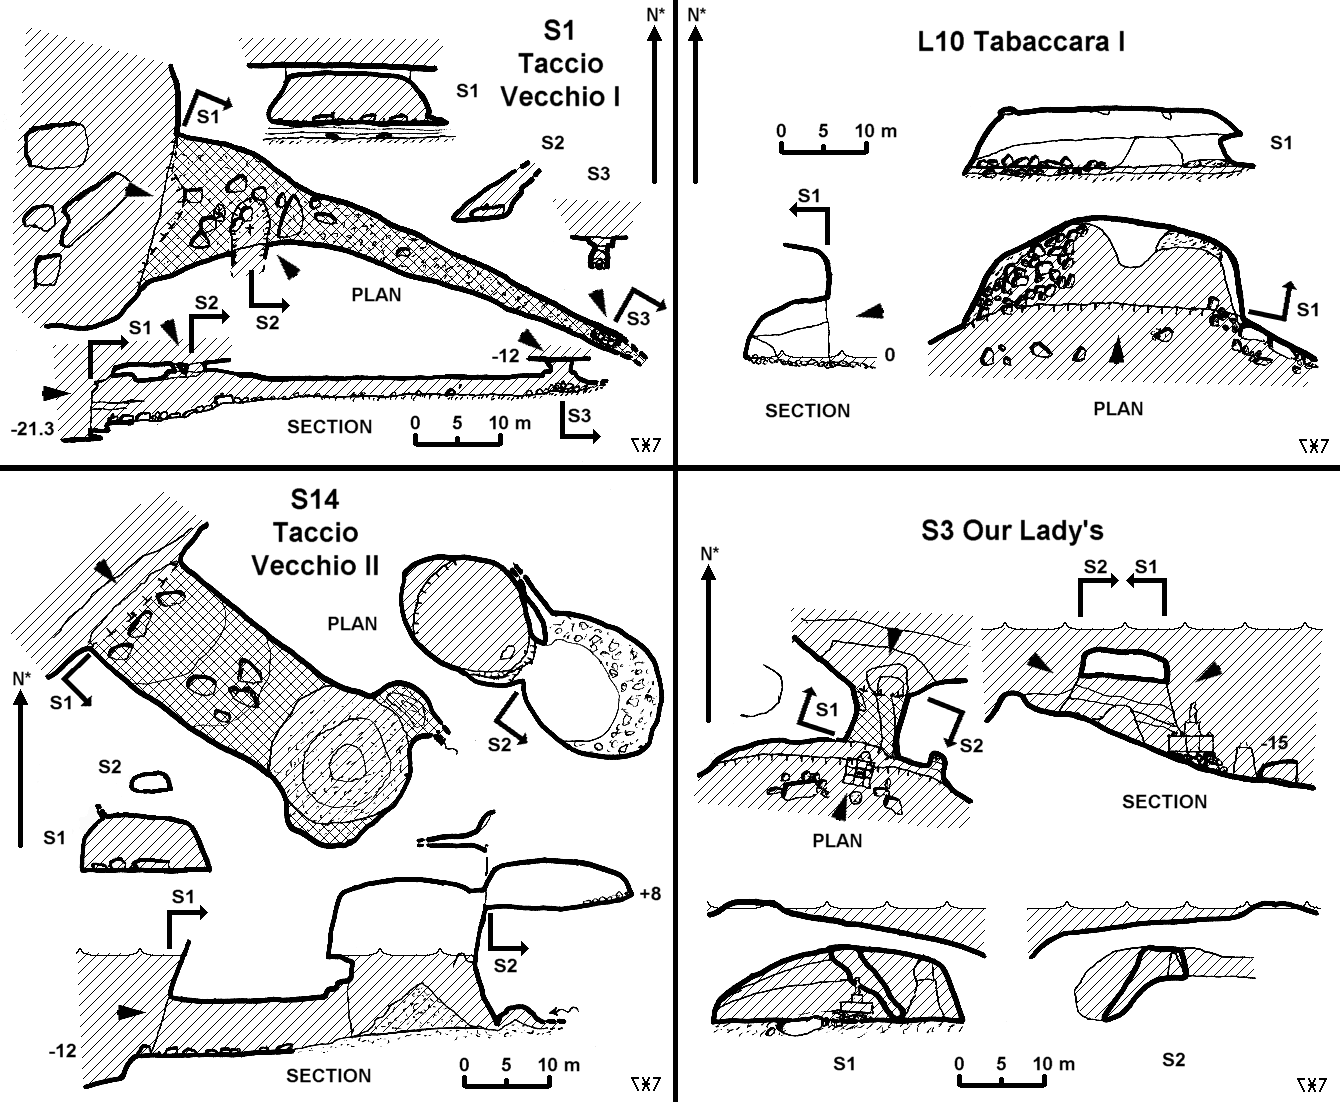 S1
Taccio
Vecchio I
N*
S1
S1
S2
S3
PLAN
S2
S3
S1
S2
-12
-21.3
SECTION
0 5 10 m
S3
N*
L10 Tabaccara I
0 5 10 m
S1
S1
0
S1
SECTION
PLAN
S14
Taccio
Vecchio II
PLAN
N*
S1
S2
S2
S1
S1
+8
S2
-12
SECTION
0 5 10 m
S3 Our Lady's
N*
S2 S1
S1
S2
-15
SECTION
PLAN
S1
S2
0 5 10 m